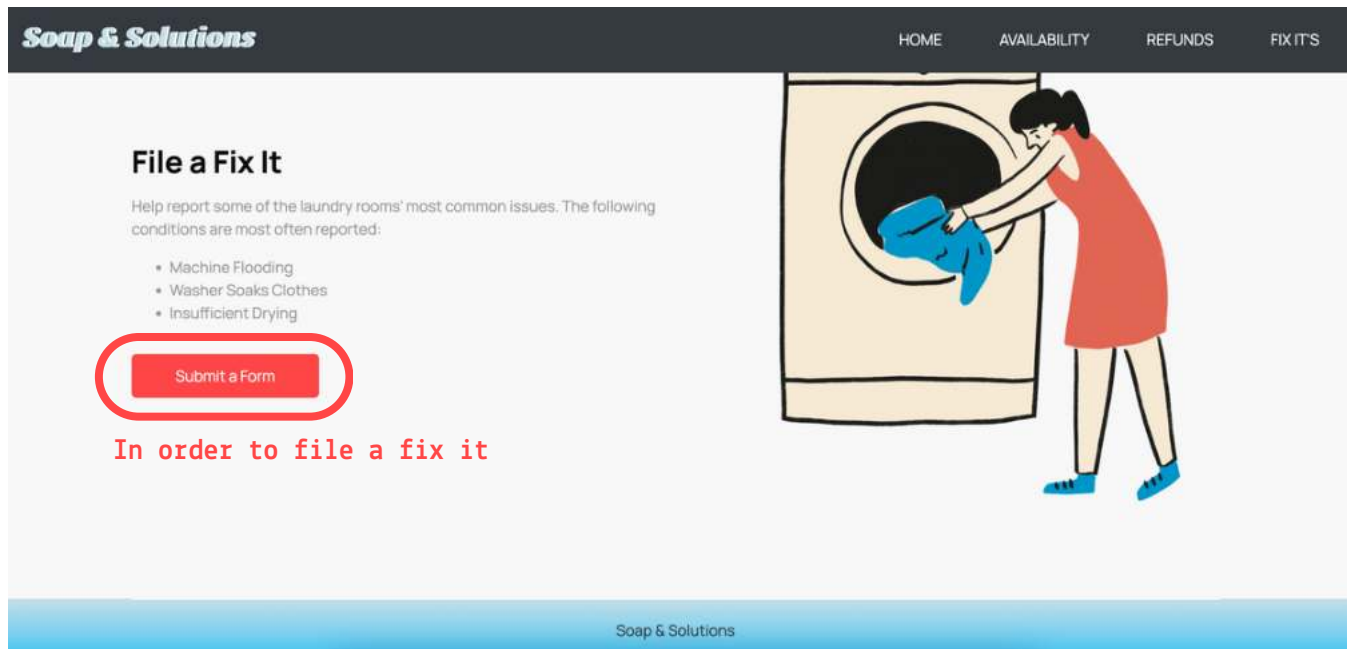 Soap & Solutions
HOME AVAILABILITY REFUNDS FIX IT'S
File a Fix It
Help report some of the laundry rooms' most common issues. The following
conditions are most often reported:
• Machine Flooding
• Washer Soaks Clothes
• Insufficient Drying
Submit a Form
In order to file a fix it
Soap & Solutions